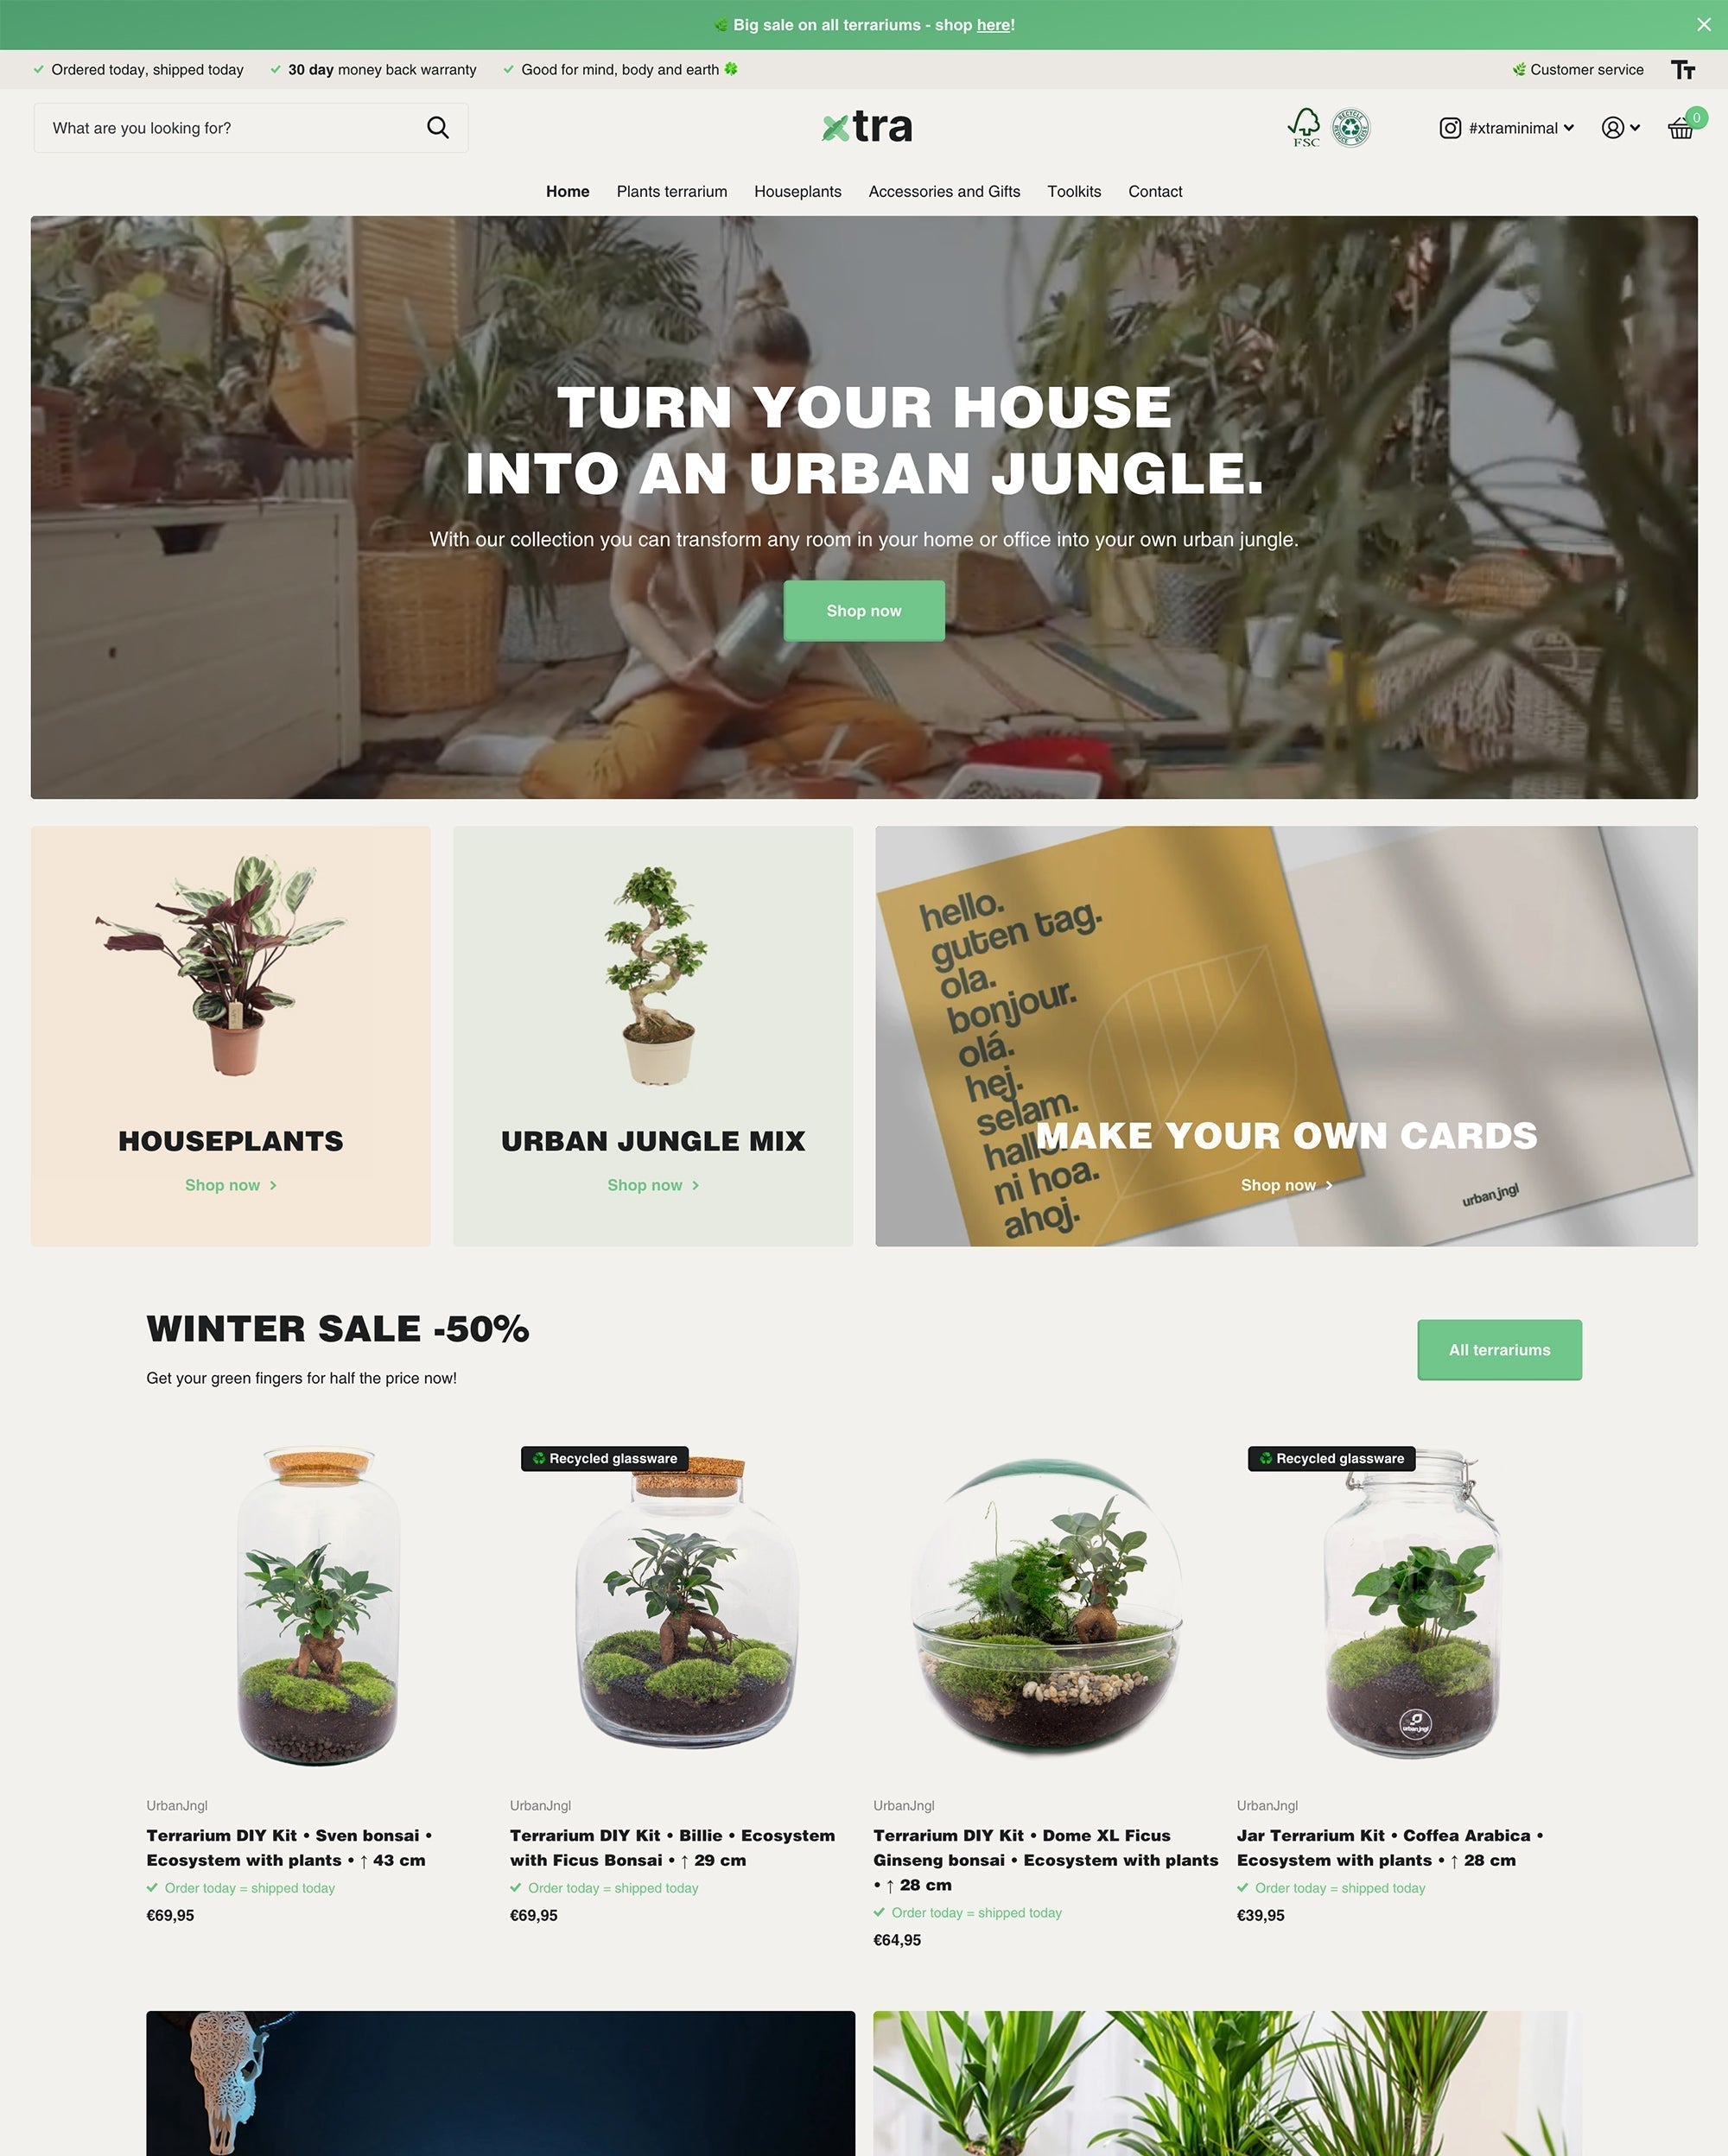 🌿 Big sale on all terrariums - shop here!
Ordered today, shipped today
30 day money back warranty
Good for mind, body and earth 🍀
🌿 Customer service
Tт
What are you looking for?
xtra
FSC
#xtraminimal
0
Home
Plants terrarium
Houseplants
Accessories and Gifts
Toolkits
Contact
TURN YOUR HOUSE
INTO AN URBAN JUNGLE.
With our collection you can transform any room in your home or office into your own urban jungle.
Shop now
HOUSEPLANTS
Shop now
URBAN JUNGLE MIX
Shop now
hello.
guten tag.
ola.
bonjour.
olá.
hej.
selam.
hallo.
ni hoa.
ahoj.
MAKE YOUR OWN CARDS
Shop now
urbanjngl
WINTER SALE -50%
Get your green fingers for half the price now!
All terrariums
♻ Recycled glassware
♻ Recycled glassware
urbanjngl
UrbanJngl
Terrarium DIY Kit • Sven bonsai •
Ecosystem with plants • ↑ 43 cm
Order today = shipped today
€69,95
UrbanJngl
Terrarium DIY Kit • Billie • Ecosystem
with Ficus Bonsai • ↑ 29 cm
Order today = shipped today
€69,95
UrbanJngl
Terrarium DIY Kit • Dome XL Ficus
Ginseng bonsai • Ecosystem with plants
• ↑ 28 cm
Order today = shipped today
€64,95
UrbanJngl
Jar Terrarium Kit • Coffea Arabica •
Ecosystem with plants • ↑ 28 cm
Order today = shipped today
€39,95